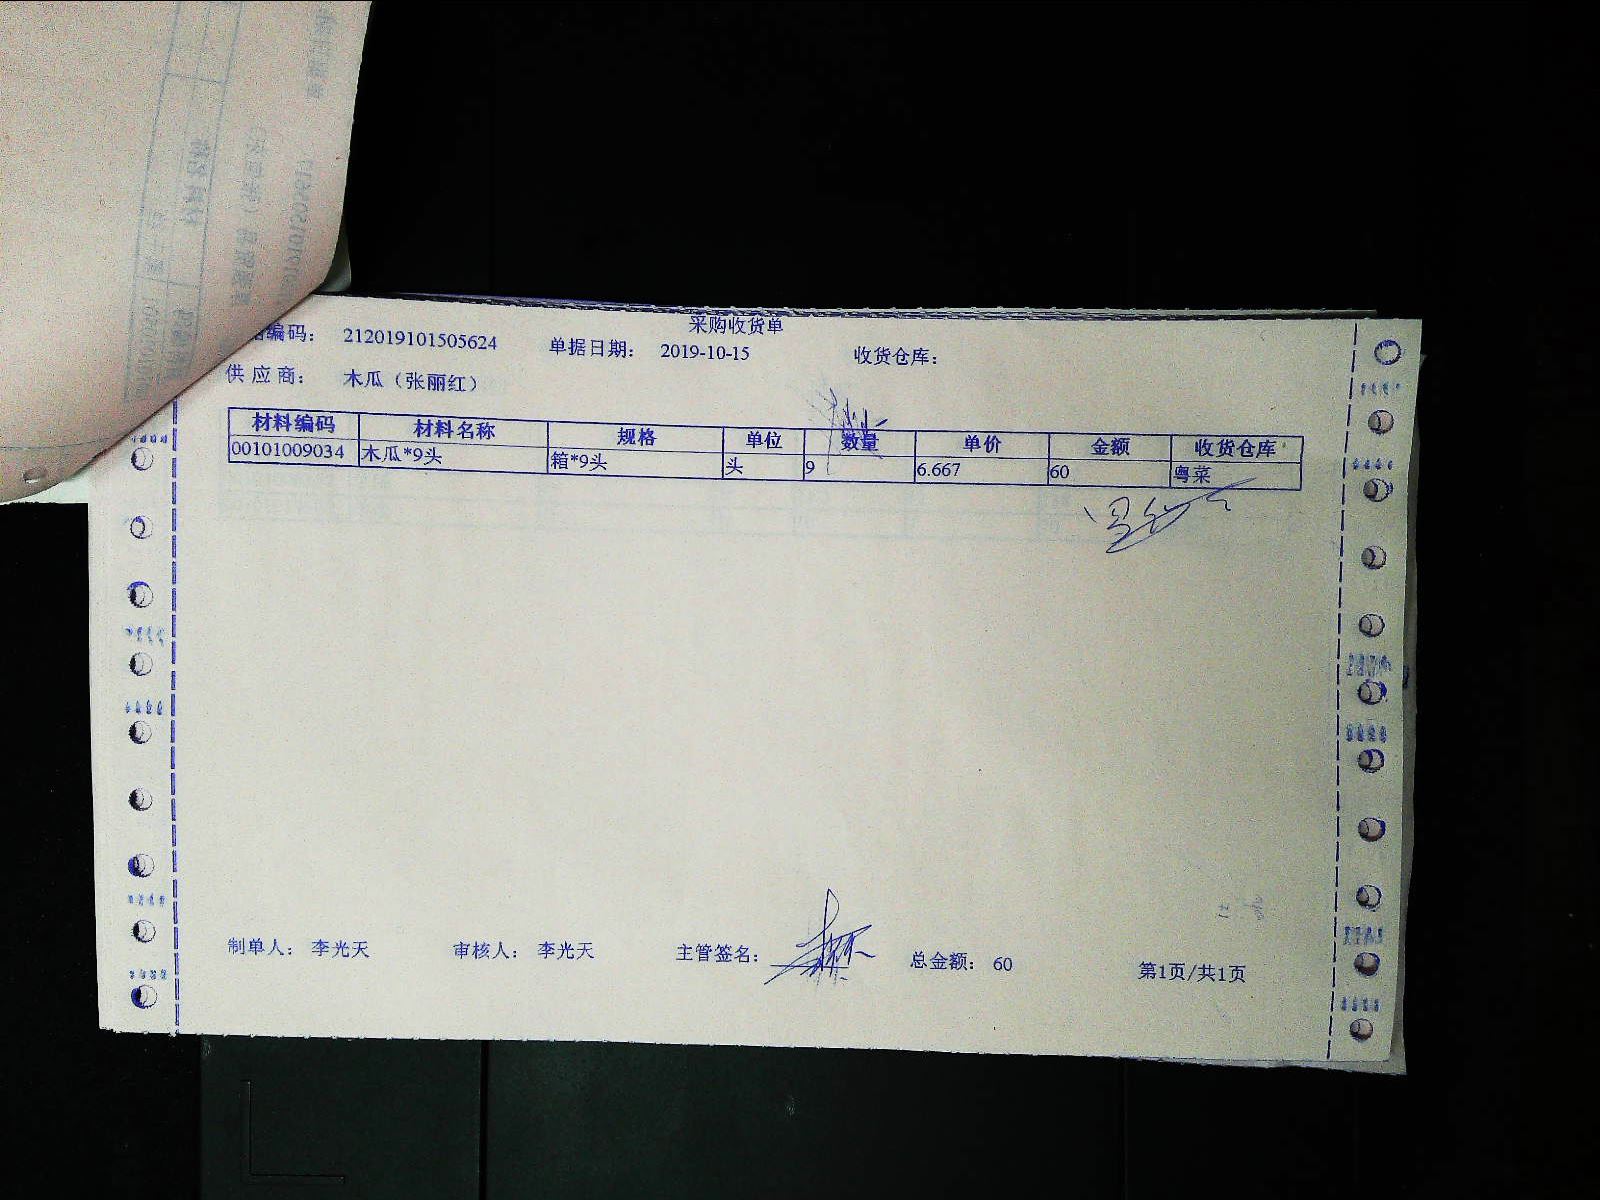 采购收货单
编码： 212019101505624 单据日期： 2019-10-15 收货仓库：
供 应 商： 木瓜（张丽红）
材料编码 材料名称 规格 单位 数量 单价 金额 收货仓库
00101009034 木瓜*9头 箱*9头 头 9 6.667 60 粤菜
制单人： 李光天 审核人： 李光天 主管签名： 总金额： 60 第1页/共1页